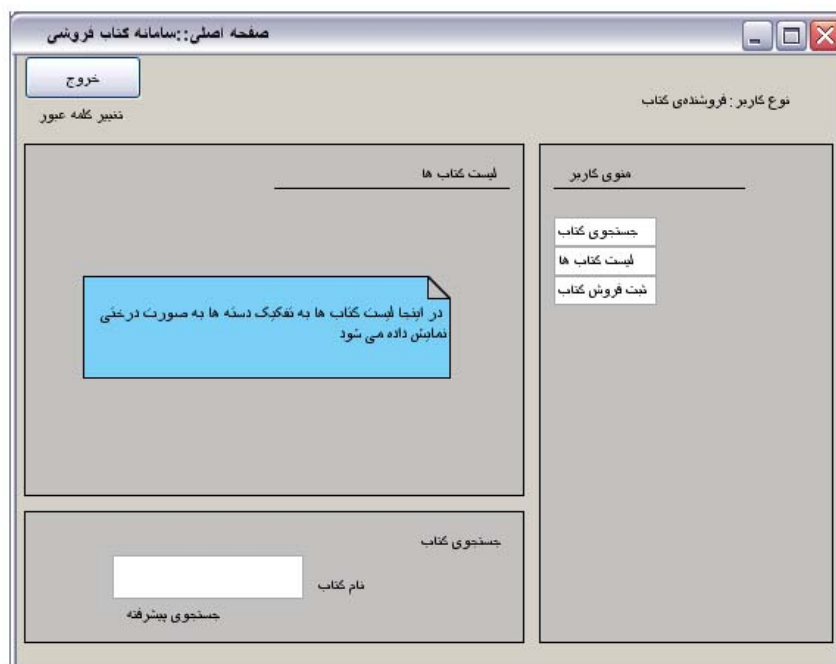 صفحه اصلی::سامانه کتاب فروشی
خروج
تغییر کلمه عبور
نوع کاربر : فروشنده‌ی کتاب
منوی کاربر
جستجوی کتاب
لیست کتاب ها
ثبت فروش کتاب
لیست کتاب ها
در اینجا لیست کتاب ها به تفکیک دسته ها به صورت درختی
نمایش داده می شود
جستجوی کتاب
نام کتاب
جستجوی پیشرفته